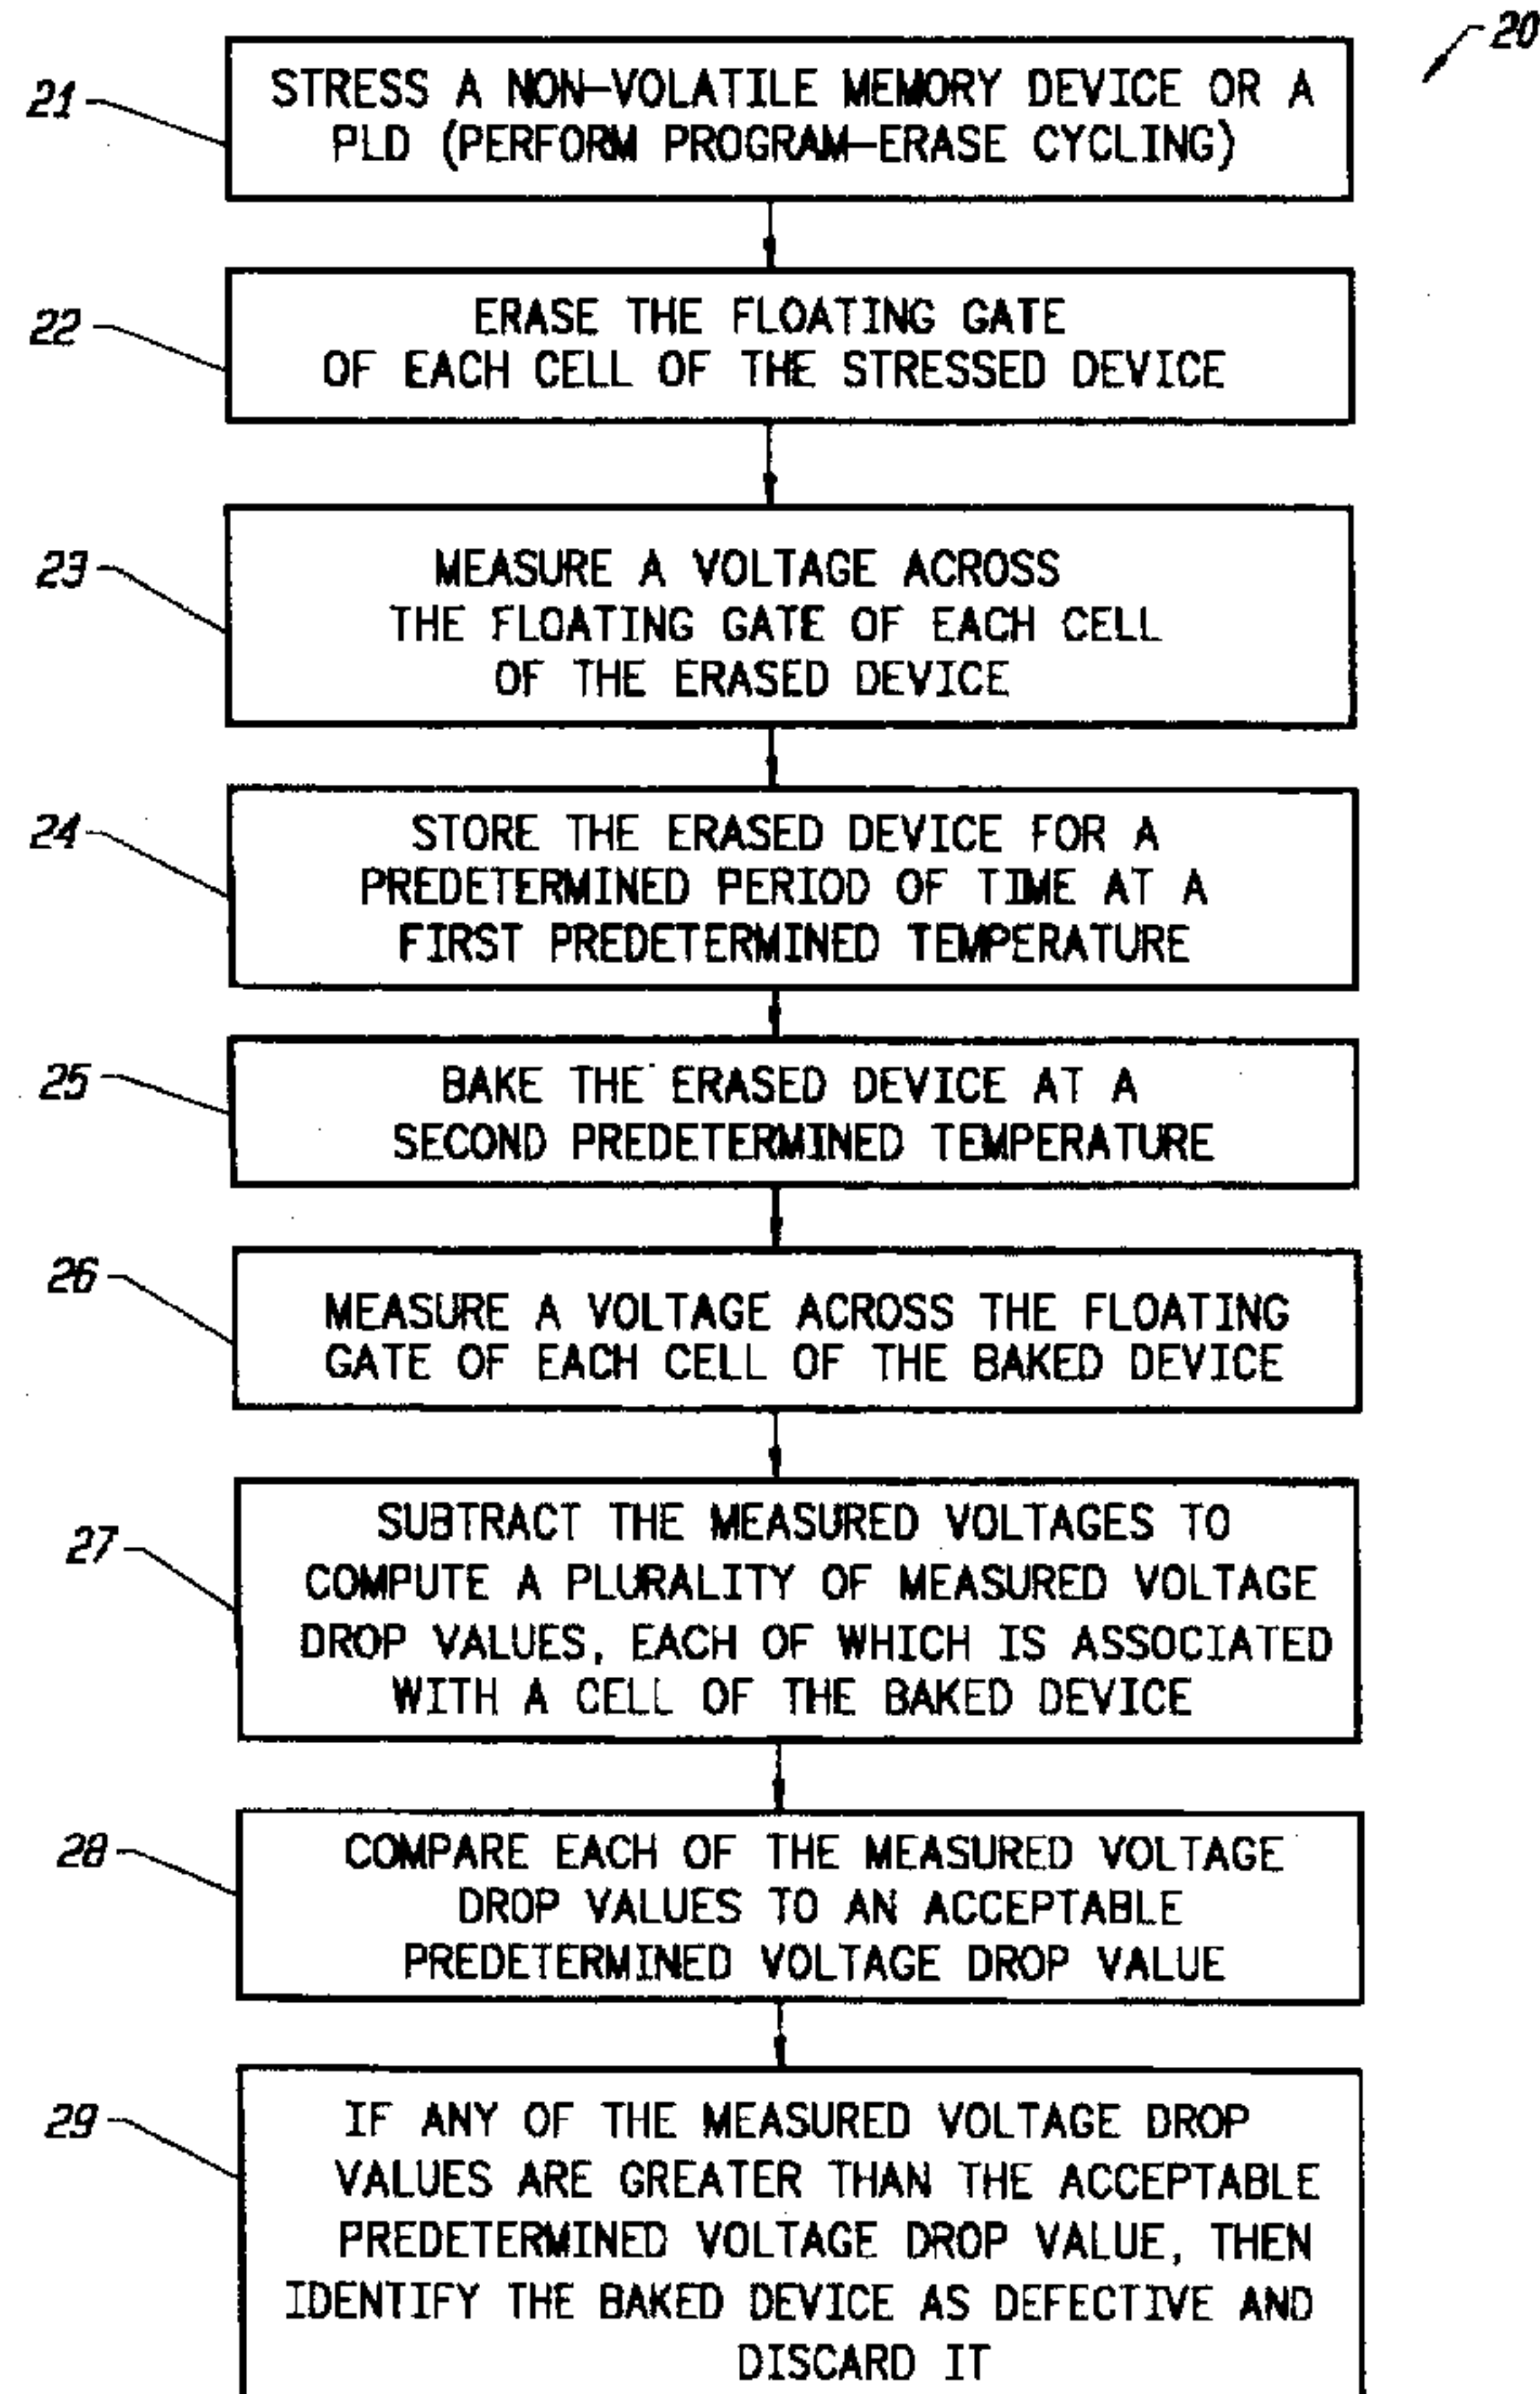 20
21
STRESS A NON-VOLATILE MEMORY DEVICE OR A
PLD (PERFORM PROGRAM-ERASE CYCLING)
22
ERASE THE FLOATING GATE
OF EACH CELL OF THE STRESSED DEVICE
23
MEASURE A VOLTAGE ACROSS
THE FLOATING GATE OF EACH CELL
OF THE ERASED DEVICE
24
STORE THE ERASED DEVICE FOR A
PREDETERMINED PERIOD OF TIME AT A
FIRST PREDETERMINED TEMPERATURE
25
BAKE THE ERASED DEVICE AT A
SECOND PREDETERMINED TEMPERATURE
26
MEASURE A VOLTAGE ACROSS THE FLOATING
GATE OF EACH CELL OF THE BAKED DEVICE
27
SUBTRACT THE MEASURED VOLTAGES TO
COMPUTE A PLURALITY OF MEASURED VOLTAGE
DROP VALUES, EACH OF WHICH IS ASSOCIATED
WITH A CELL OF THE BAKED DEVICE
28
COMPARE EACH OF THE MEASURED VOLTAGE
DROP VALUES TO AN ACCEPTABLE
PREDETERMINED VOLTAGE DROP VALUE
29
IF ANY OF THE MEASURED VOLTAGE DROP
VALUES ARE GREATER THAN THE ACCEPTABLE
PREDETERMINED VOLTAGE DROP VALUE, THEN
IDENTIFY THE BAKED DEVICE AS DEFECTIVE AND
DISCARD IT